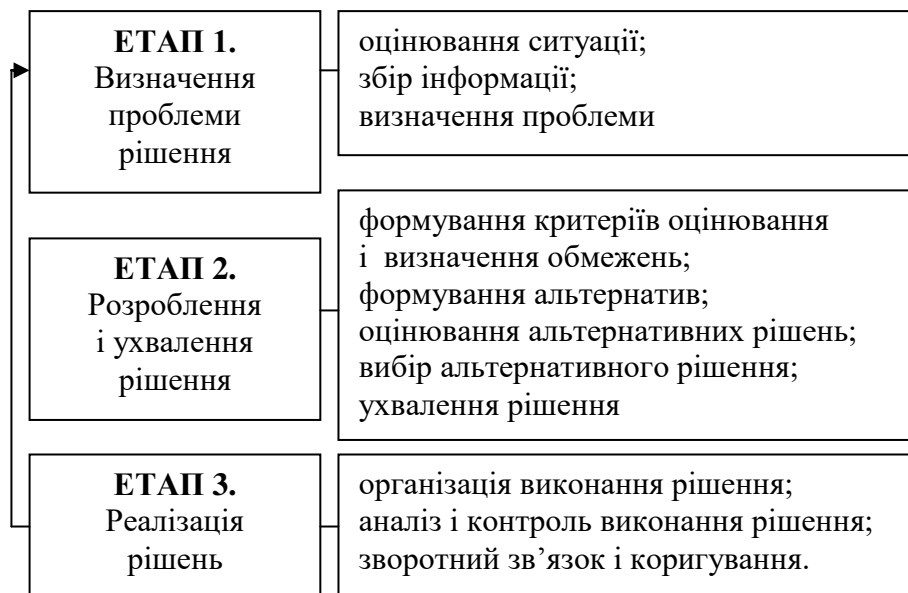 ЕТАП 1.
Визначення
проблеми
рішення
оцінювання ситуації;
збір інформації;
визначення проблеми
ЕТАП 2.
Розроблення
і ухвалення
рішення
формування критеріїв оцінювання
і визначення обмежень;
формування альтернатив;
оцінювання альтернативних рішень;
вибір альтернативного рішення;
ухвалення рішення
ЕТАП 3.
Реалізація
рішень
організація виконання рішення;
аналіз і контроль виконання рішення;
зворотний зв’язок і коригування.